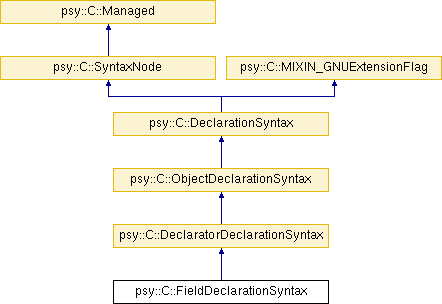 psy::C::Managed
psy::C::SyntaxNode
psy::C::MIXIN_GNUExtensionFlag
psy::C::DeclarationSyntax
psy::C::ObjectDeclarationSyntax
psy::C::DeclaratorDeclarationSyntax
psy::C::FieldDeclarationSyntax